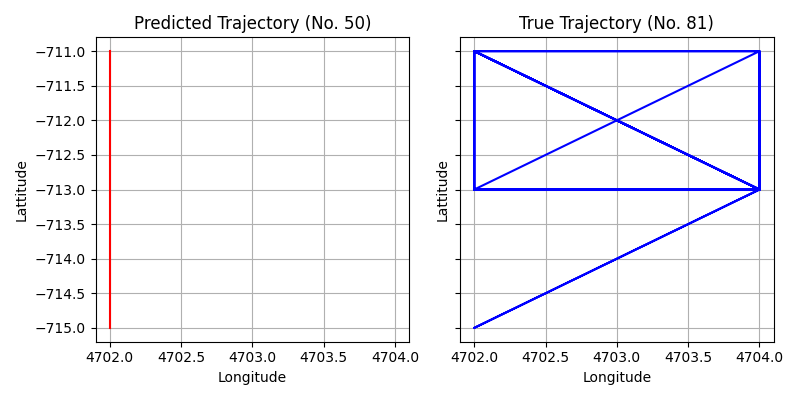 Predicted Trajectory (No. 50)
−711.0
−711.5
−712.0
−712.5
−713.0
−713.5
−714.0
−714.5
−715.0
Lattitude
4702.0 4702.5 4703.0 4703.5 4704.0
Longitude
True Trajectory (No. 81)
Lattitude
4702.0 4702.5 4703.0 4703.5 4704.0
Longitude